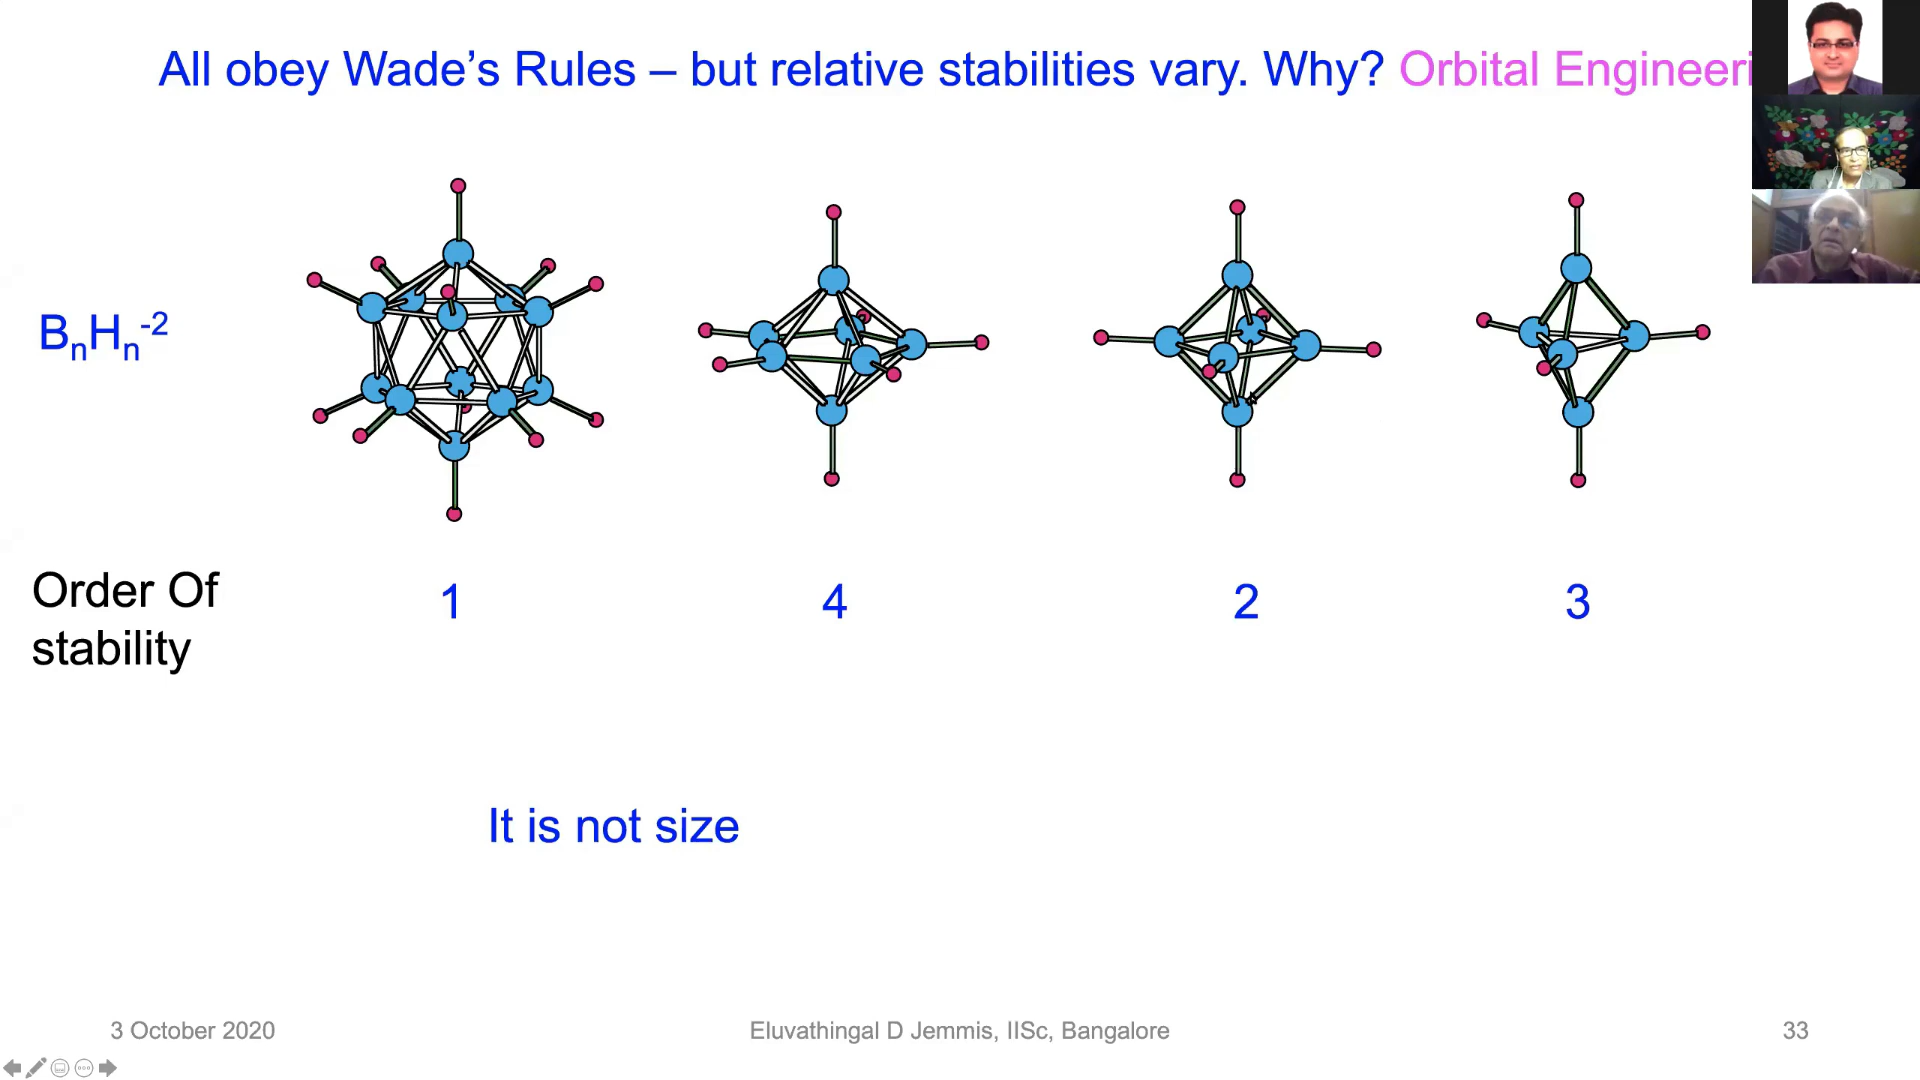 All obey Wade's Rules – but relative stabilities vary. Why? Orbital Engineeri
BnHn-2
Order Of
stability
1 4 2 3
It is not size
3 October 2020 Eluvathingal D Jemmis, IISc, Bangalore 33